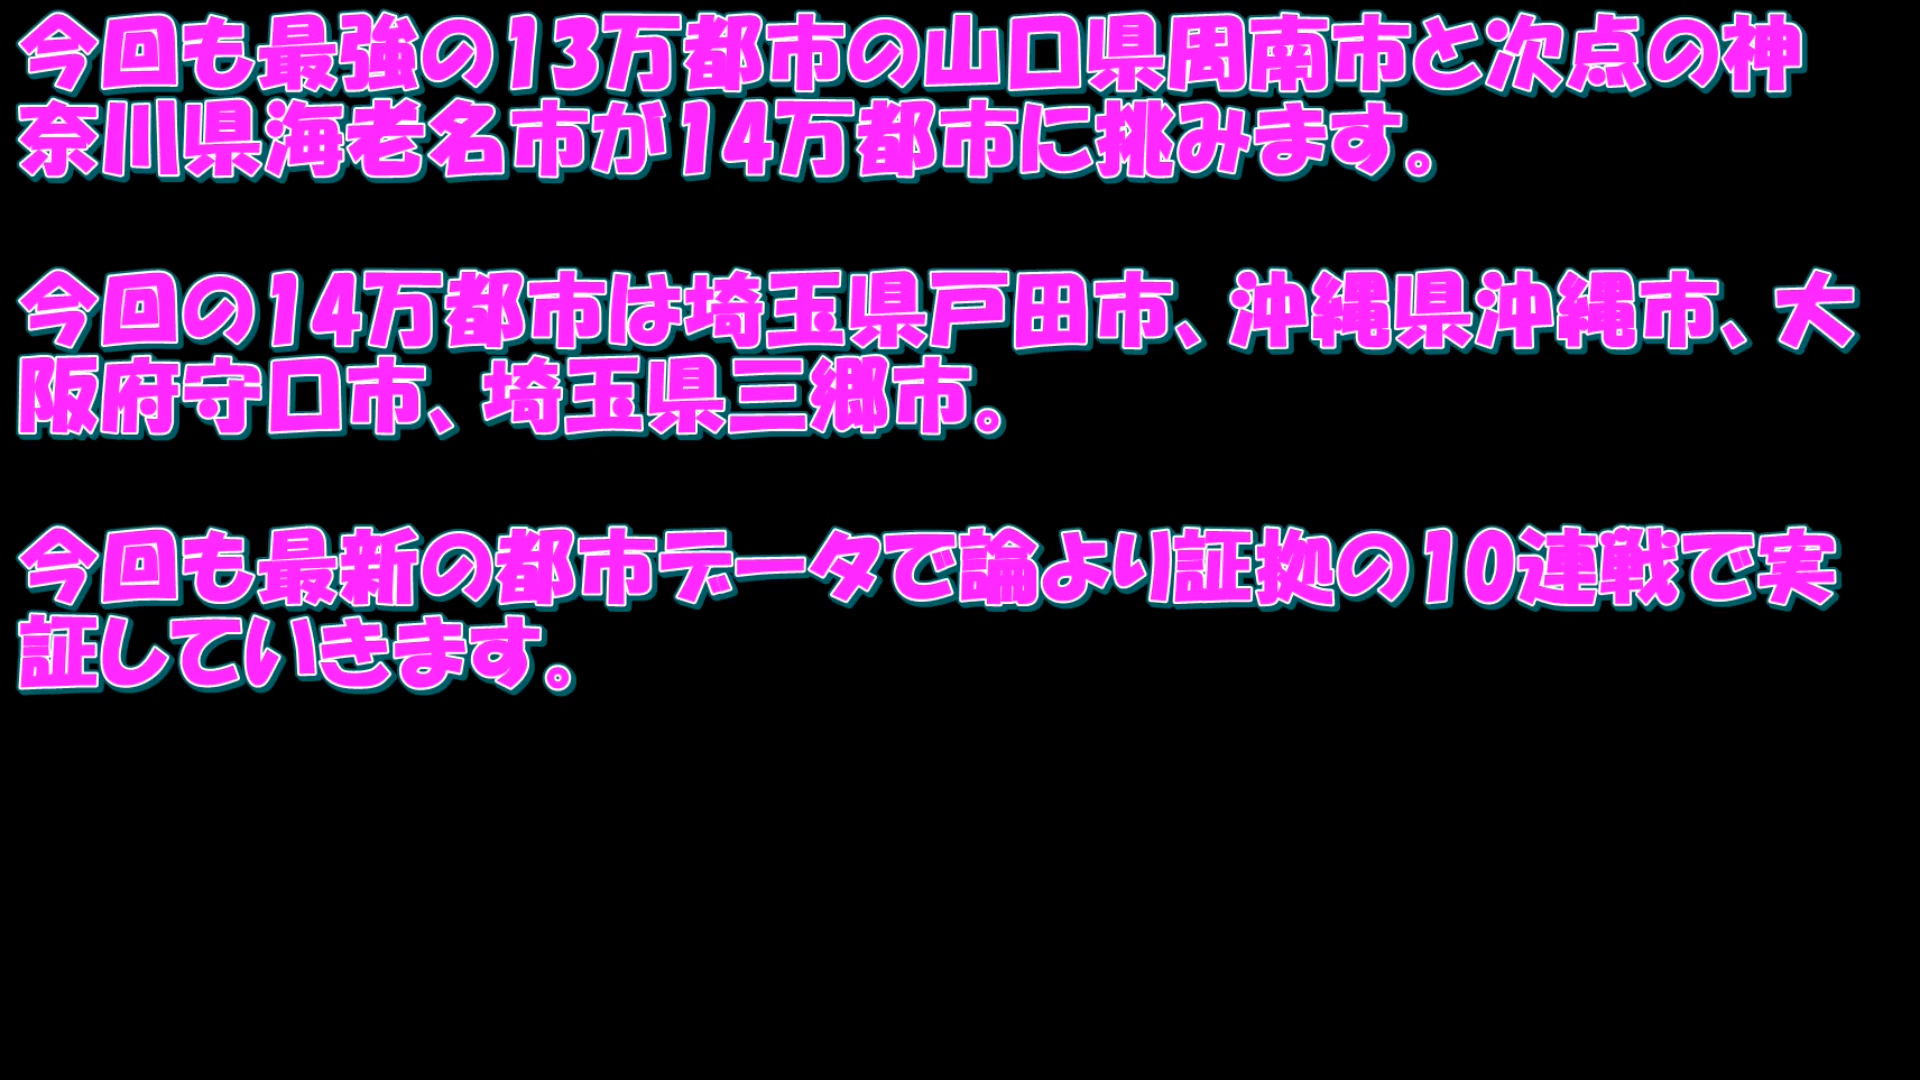 今回も最強の13万都市の山口県周南市と次点の神
奈川県海老名市が14万都市に挑みます。
今回の14万都市は埼玉県戸田市、沖縄県沖縄市、大
阪府守口市、埼玉県三郷市。
今回も最新の都市データで論より証拠の10連戦で実
証していきます。